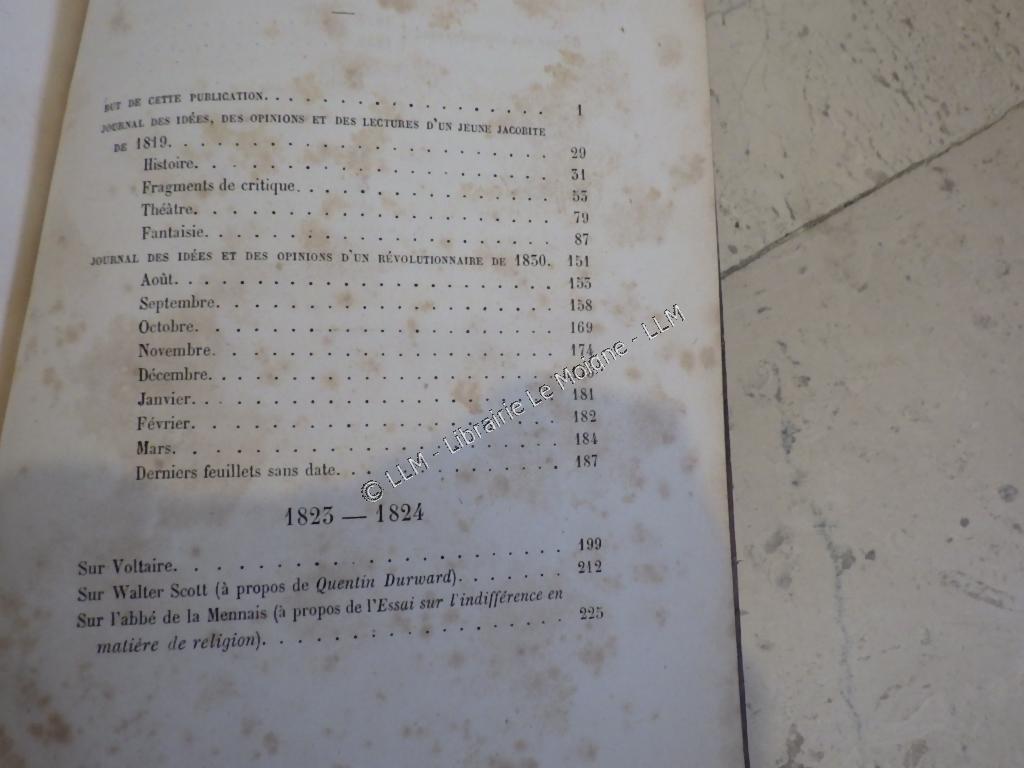 BUT DE CETTE PUBLICATION. . . . . . . . . . . . . . . . . . 1
JOURNAL DES IDÉES, DES OPINIONS ET DES LECTURES D'UN JEUNE JACOBITE
DE 1819. . . . . . . . . . . . . . . . . . . . . 29
Histoire. . . . . . . . . . . . . . . . . . . . 31
Fragments de critique. . . . . . . . . . . . . . 53
Théâtre. . . . . . . . . . . . . . . . . . . . 79
Fantaisie. . . . . . . . . . . . . . . . . . . . 87
JOURNAL DES IDÉES ET DES OPINIONS D'UN RÉVOLUTIONNAIRE DE 1830. 151
Août. . . . . . . . . . . . . . . . . . . . . 153
Septembre. . . . . . . . . . . . . . . . . . . 158
Octobre. . . . . . . . . . . . . . . . . . . . 169
Novembre. . . . . . . . . . . . . . . . . . . 174
Décembre. . . . . . . . . . . . . . . . . . .
Janvier. . . . . . . . . . . . . . . . . . . . 181
Février. . . . . . . . . . . . . . . . . . . . 182
Mars. . . . . . . . . . . . . . . . . . . . . 184
Derniers feuillets sans date. . . . . . . . . . . . 187
1823 — 1824
Sur Voltaire. . . . . . . . . . . . . . . . . . . . . 199
Sur Walter Scott (à propos de Quentin Durward). . . . . . . 212
Sur l'abbé de la Mennais (à propos de l'Essai sur l'indifférence en
matière de religion). . . . . . . . . . . . . . . . . 225
© LLM - Librairie Le Moigne - LLM